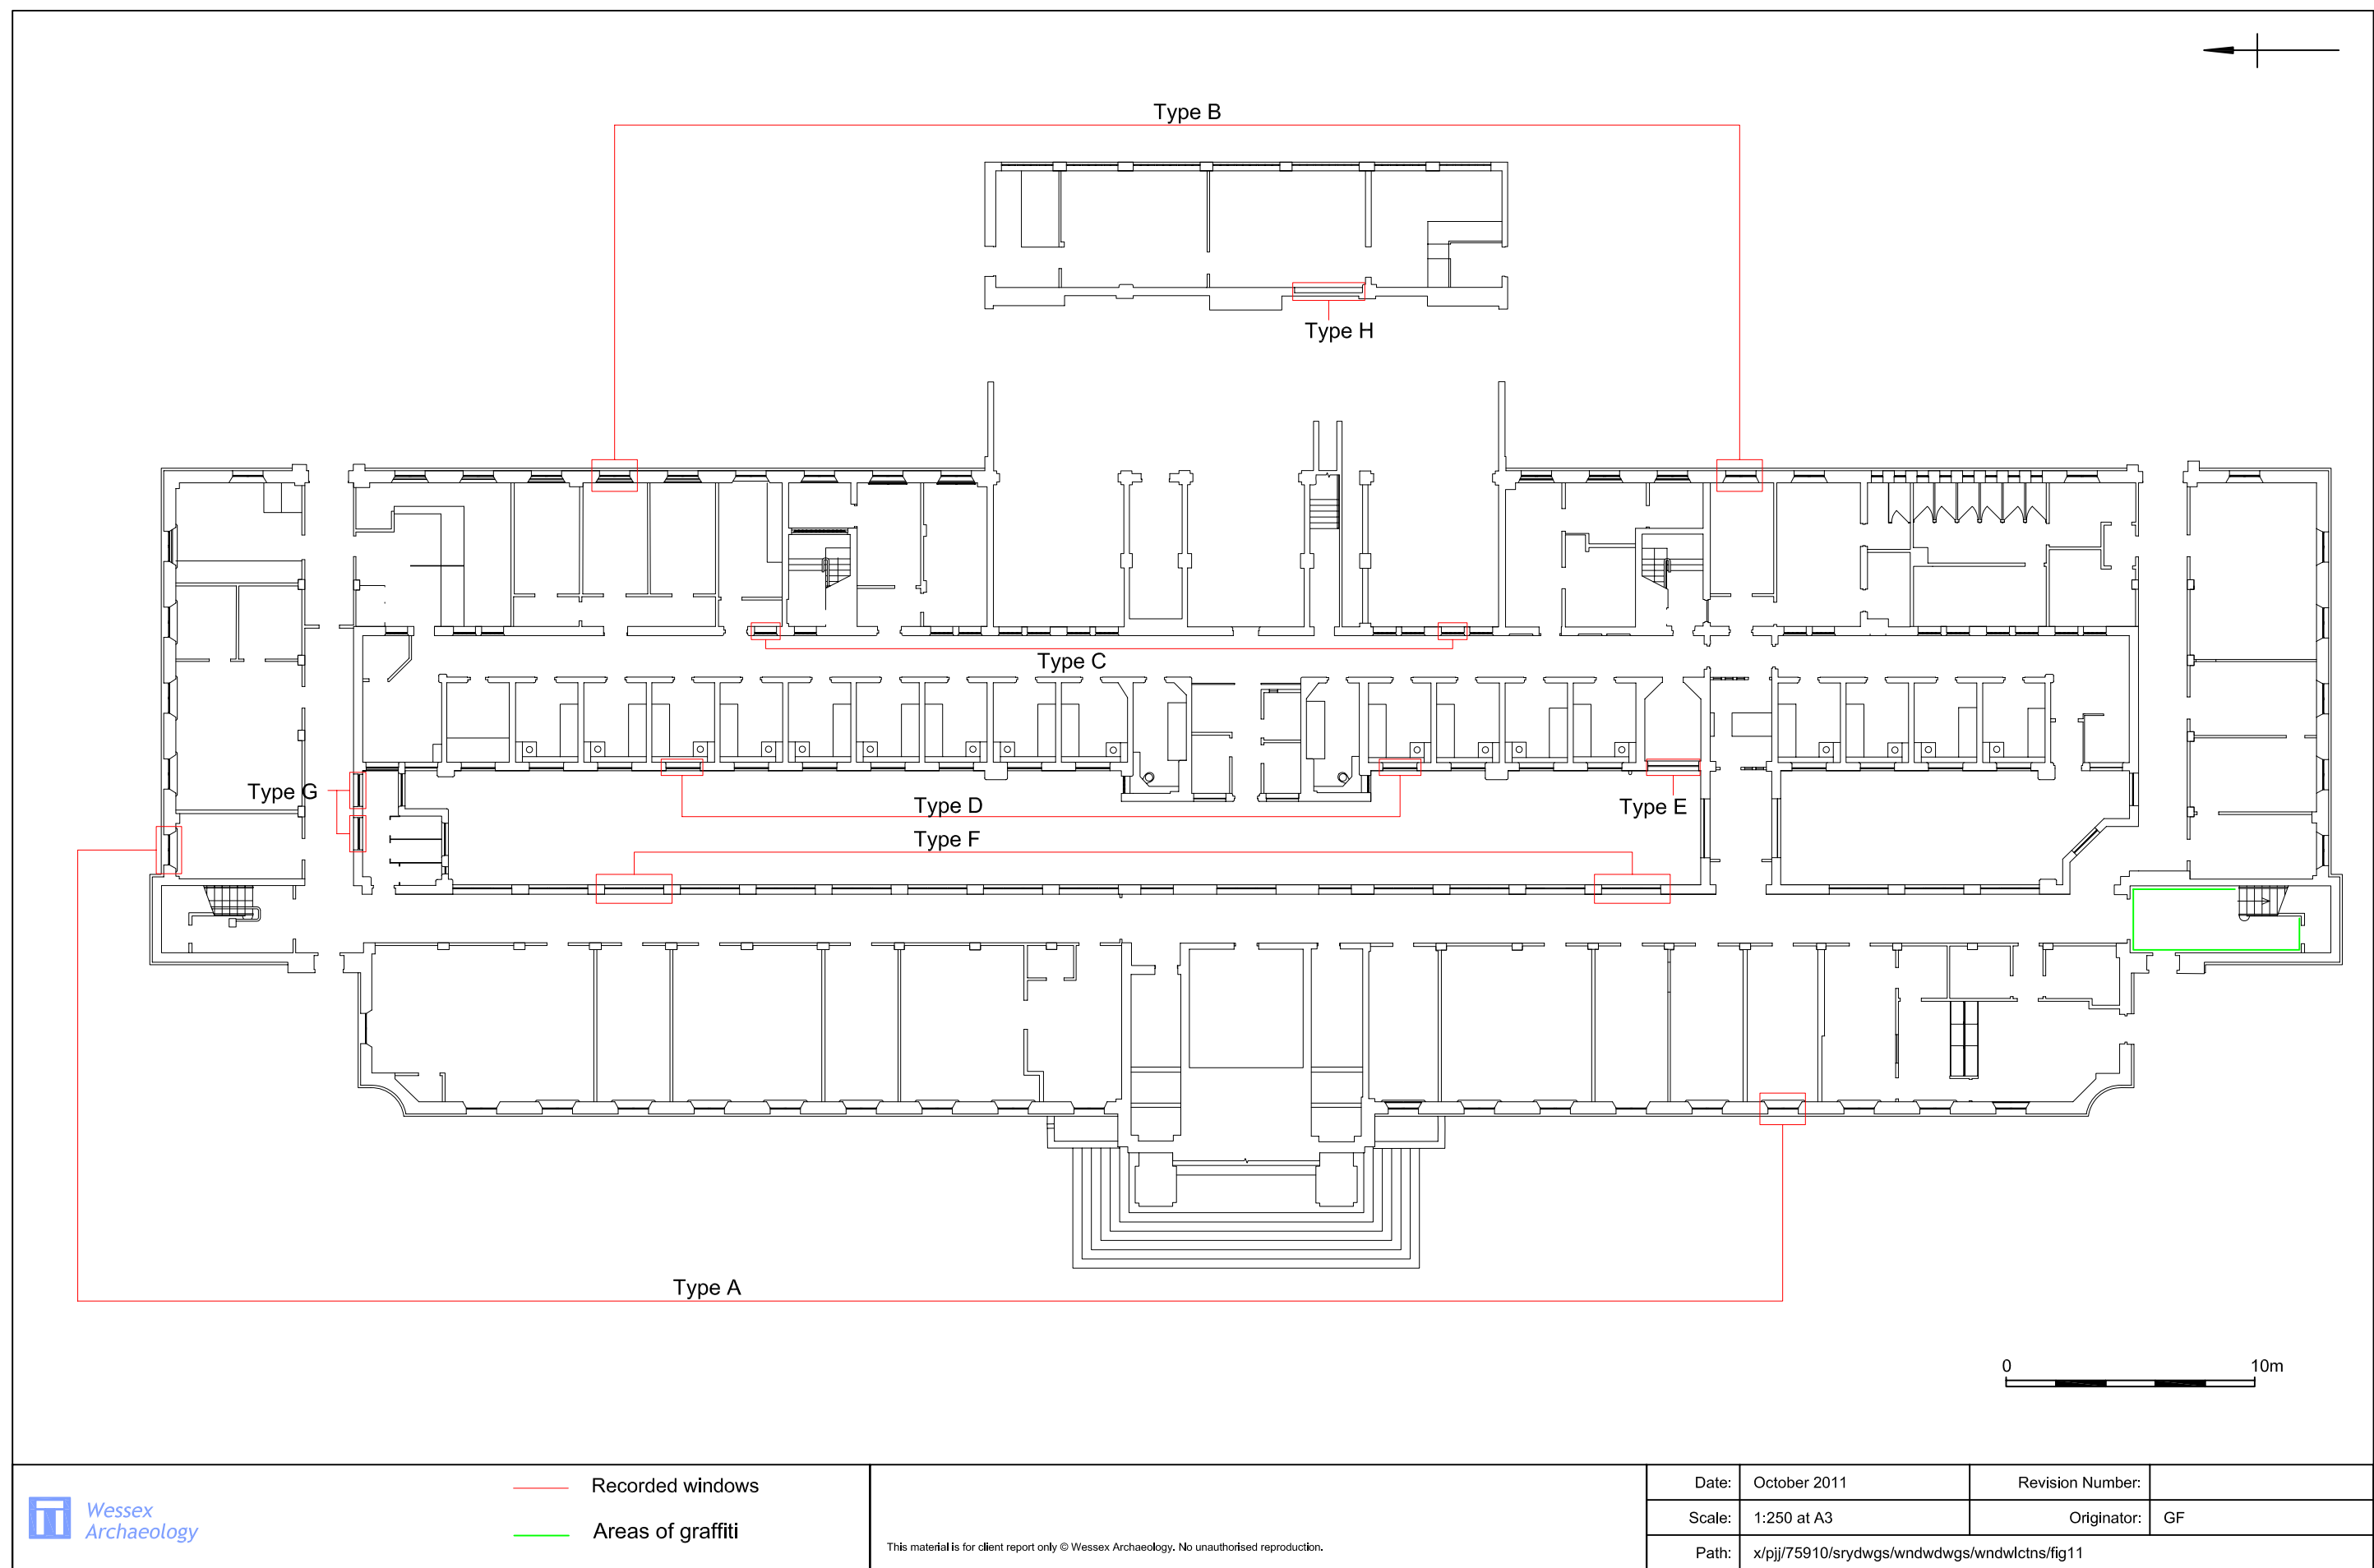 Type B
Type H
Type C
Type G
Type D
Type E
Type F
Type A
0 10m
Wessex
Archaeology
Recorded windows
Areas of graffiti
This material is for client report only © Wessex Archaeology. No unauthorised reproduction.
Date: October 2011 Revision Number:
Scale: 1:250 at A3 Originator: GF
Path: x/pjj/75910/srydwgs/wndwdwgs/wndwlctns/fig11